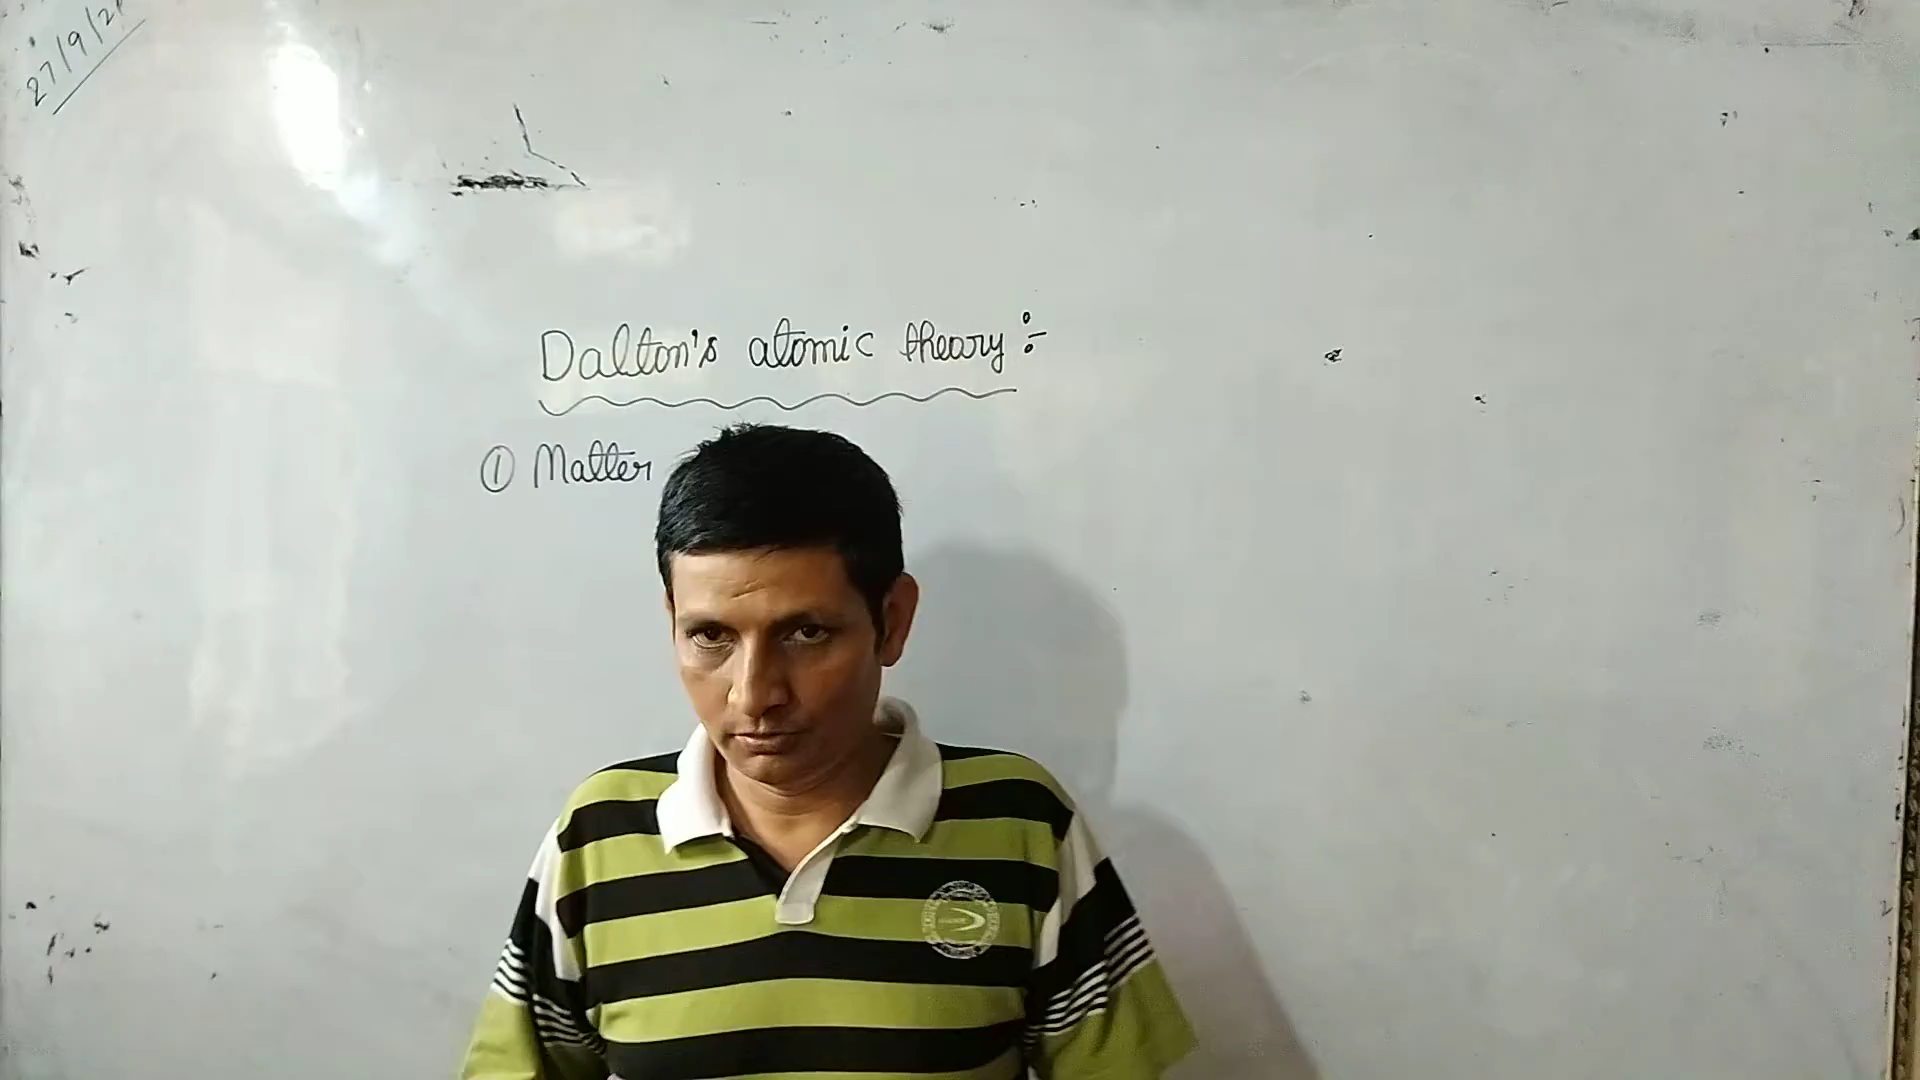 27/9/21
Dalton's atomic theory :-
① Matter